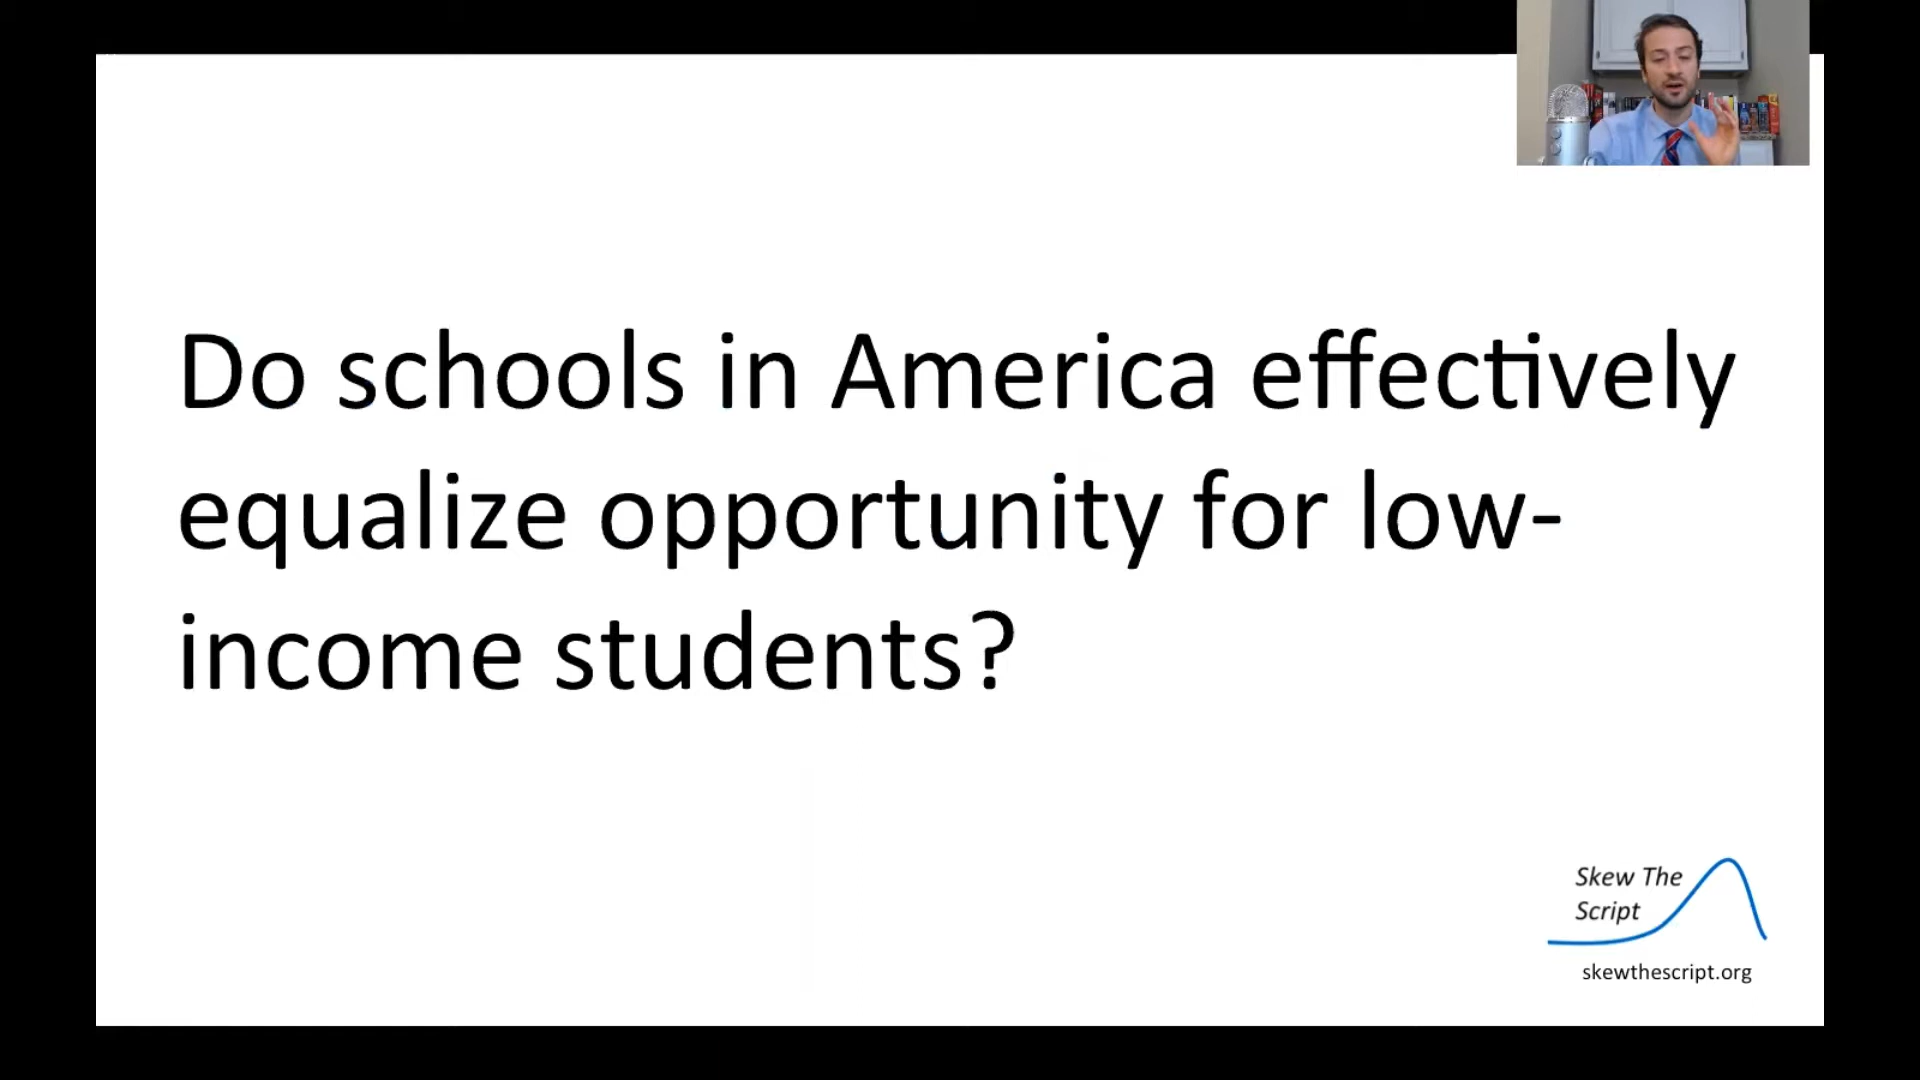 Do schools in America effectively
equalize opportunity for low-
income students?
Skew The
Script
skewthescript.org